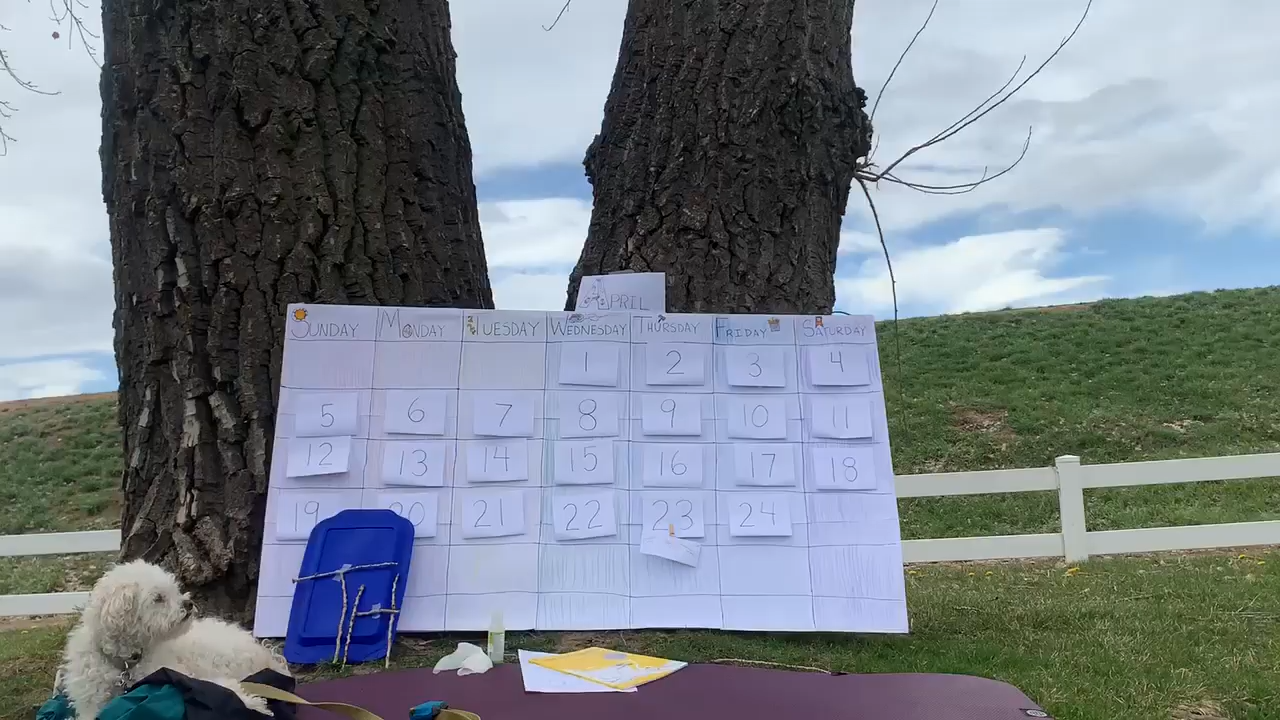 APRIL
SUNDAY MONDAY TUESDAY WEDNESDAY THURSDAY FRIDAY SATURDAY
1 2 3 4
5 6 7 8 9 10 11
12 13 14 15 16 17 18
19 20 21 22 23 24